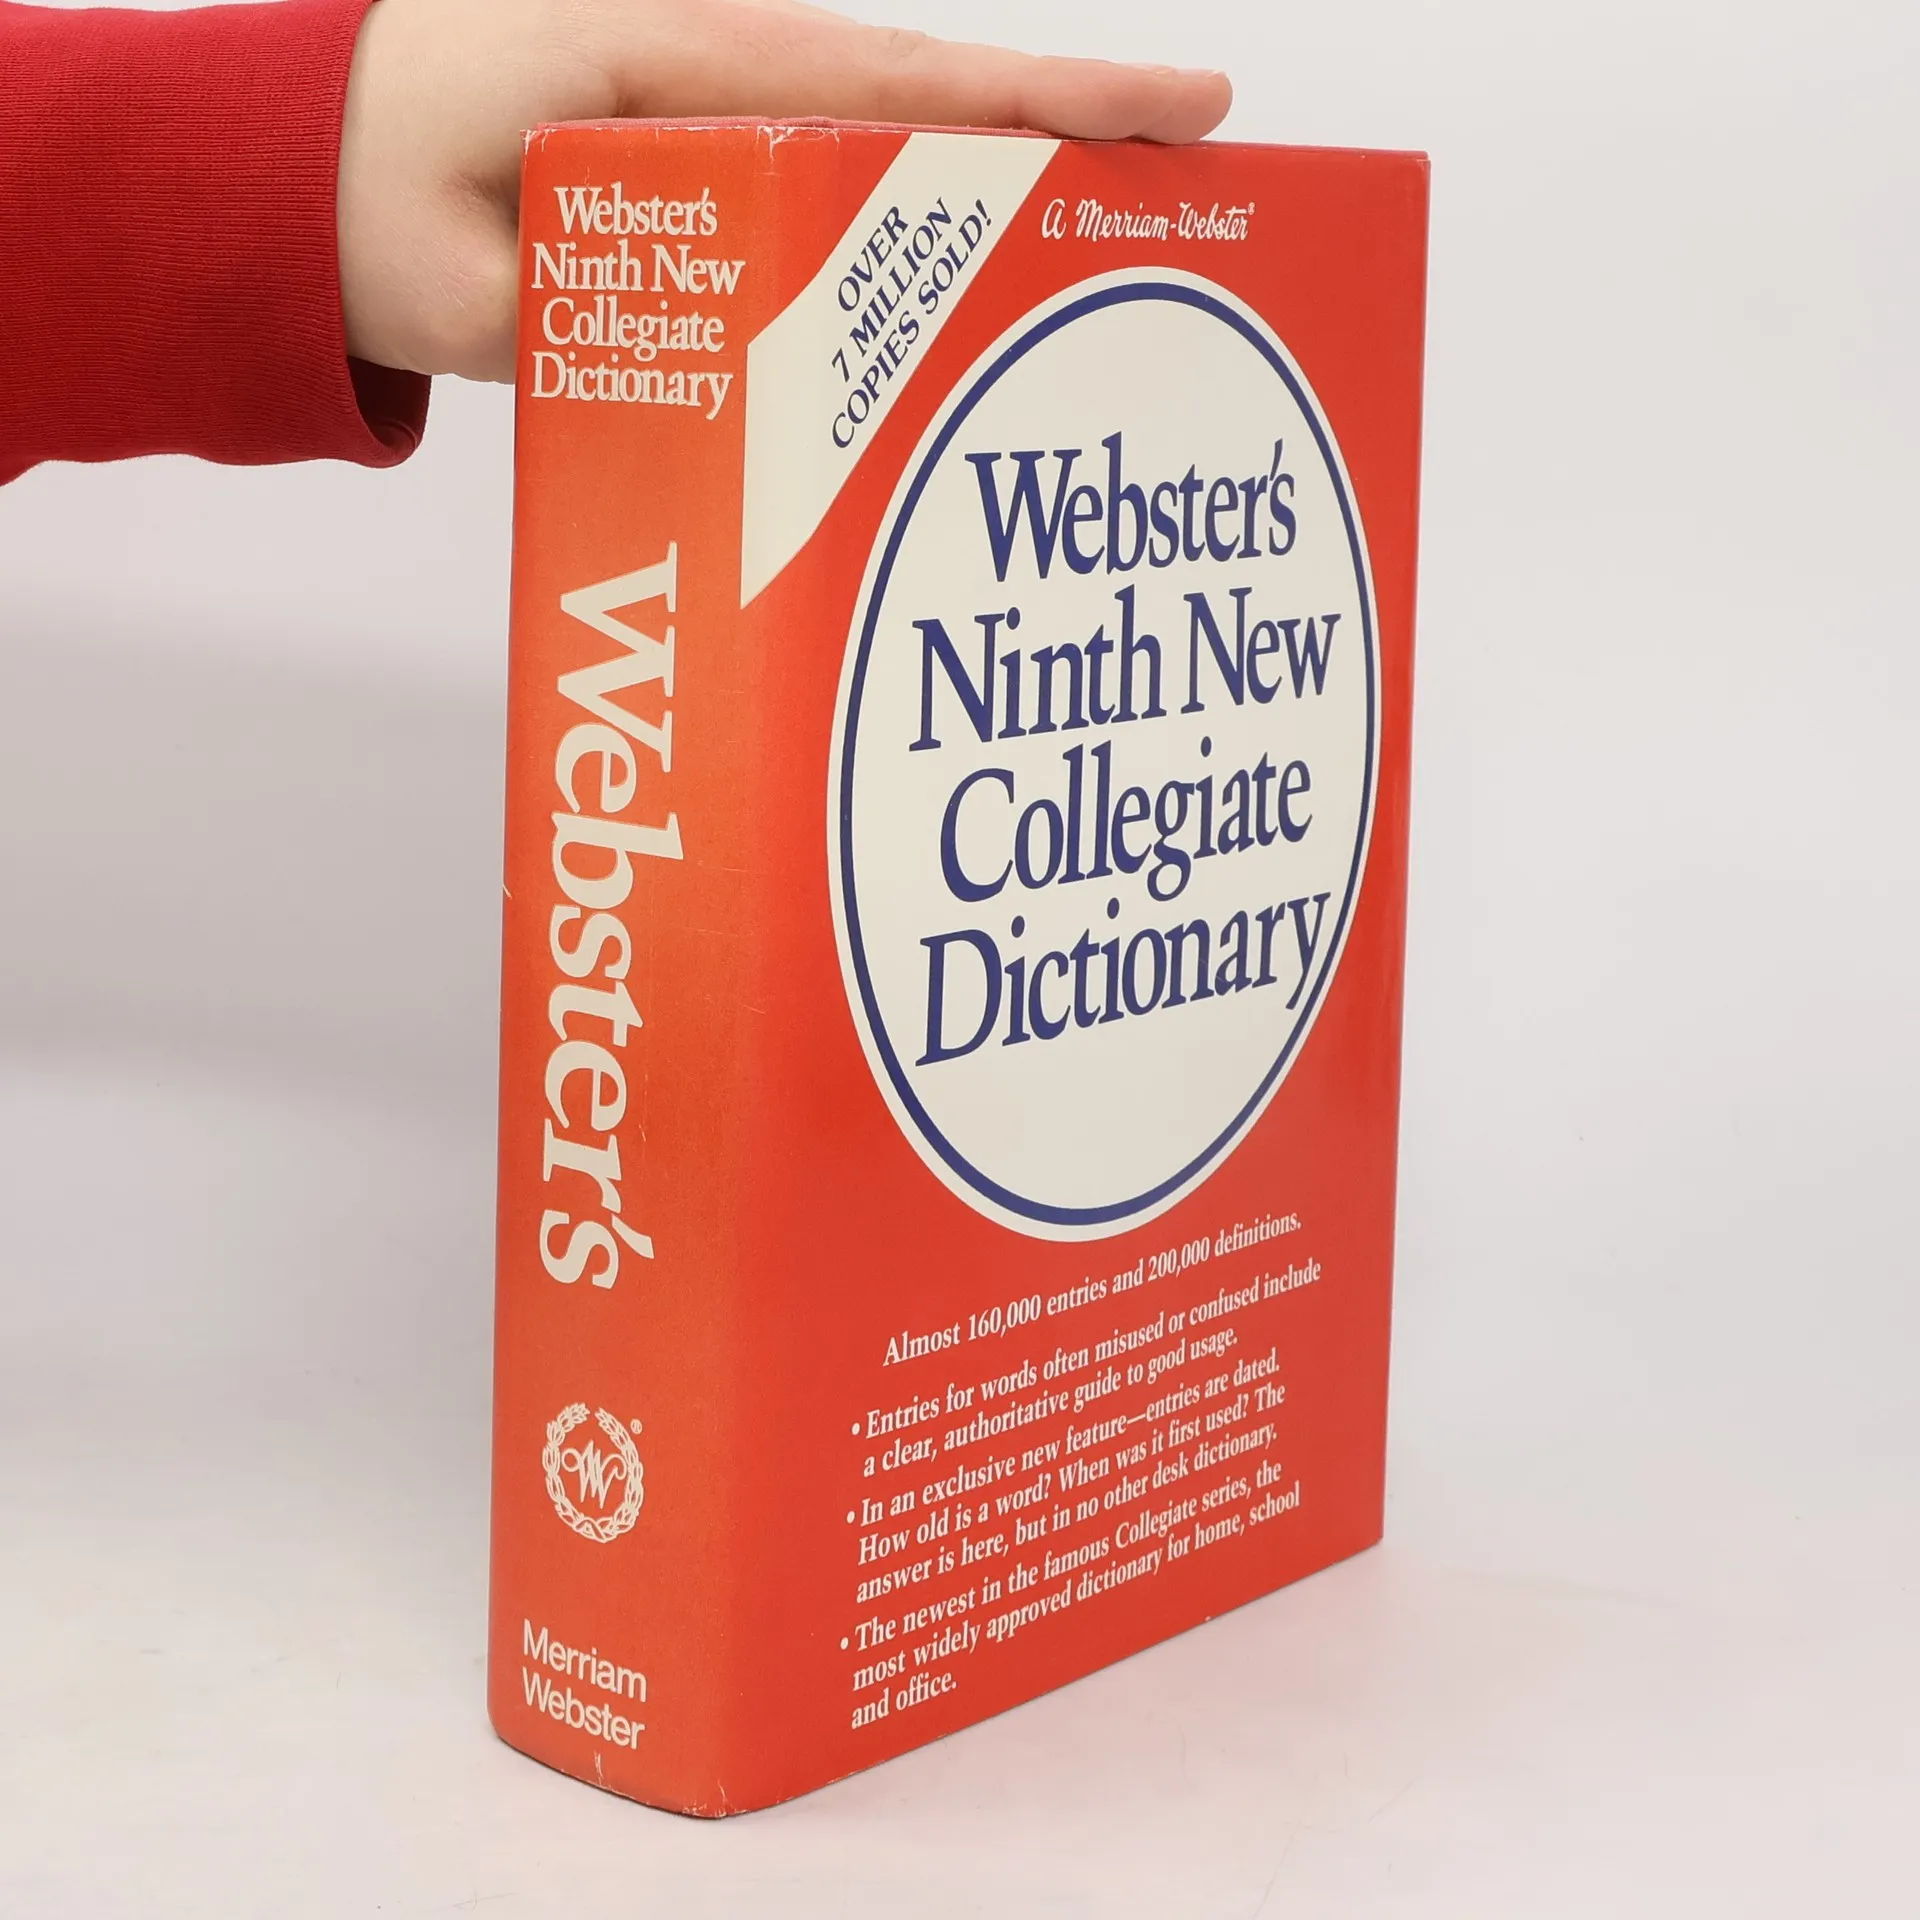 Webster's
Ninth New
Collegiate
Dictionary
Webster's
W
®
Merriam
Webster
OVER
7 MILLION
COPIES SOLD!
A Merriam-Webster®
Webster's
Ninth New
Collegiate
Dictionary
Almost 160,000 entries and 200,000 definitions.
• Entries for words often misused or confused include
a clear, authoritative guide to good usage.
• In an exclusive new feature—entries are dated.
How old is a word? When was it first used? The
answer is here, but in no other desk dictionary.
• The newest in the famous Collegiate series, the
most widely approved dictionary for home, school
and office.